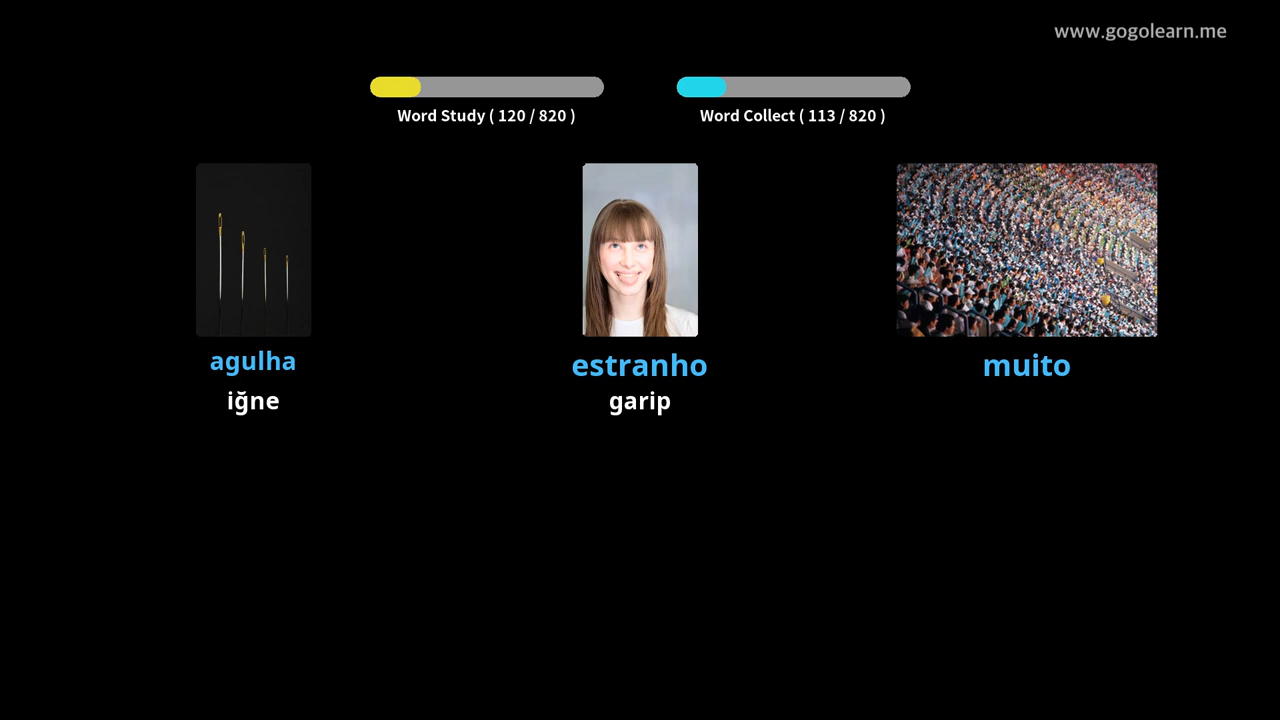 www.gogolearn.me
Word Study ( 120 / 820 )
Word Collect ( 113 / 820 )
agulha
iğne
estranho
garip
muito